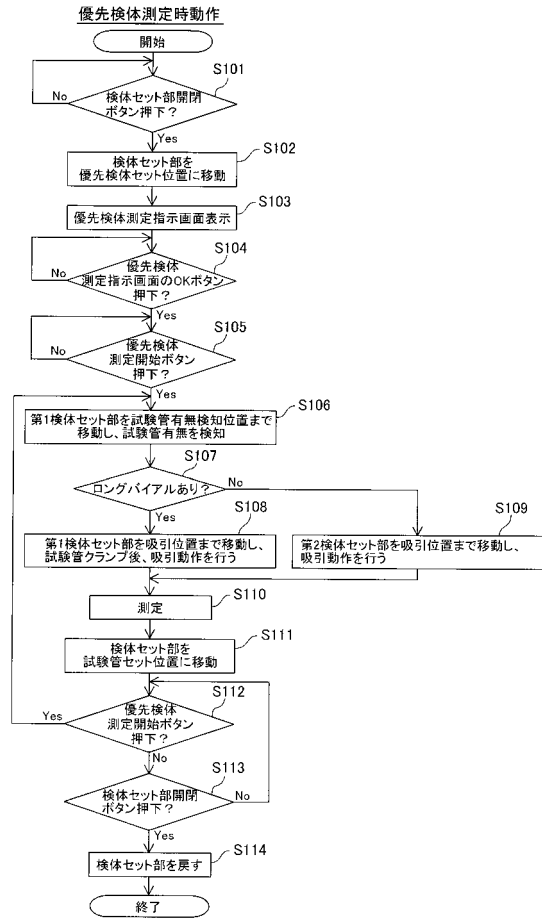 優先検体測定時動作
開始
S101
検体セット部開閉
ボタン押下？
No
Yes
S102
検体セット部を
優先検体セット位置に移動
S103
優先検体測定指示画面表示
S104
優先検体
測定指示画面のOKボタン
押下？
No
Yes
S105
優先検体
測定開始ボタン
押下？
No
Yes
S106
第1検体セット部を試験管有無検知位置まで
移動し、試験管有無を検知
S107
ロングバイアルあり？
No
Yes
S108
第1検体セット部を吸引位置まで移動し、
試験管クランプ後、吸引動作を行う
S109
第2検体セット部を吸引位置まで移動し、
吸引動作を行う
S110
測定
S111
検体セット部を
試験管セット位置に移動
S112
優先検体
測定開始ボタン
押下？
Yes
No
S113
検体セット部開閉
ボタン押下？
No
Yes
S114
検体セット部を戻す
終了